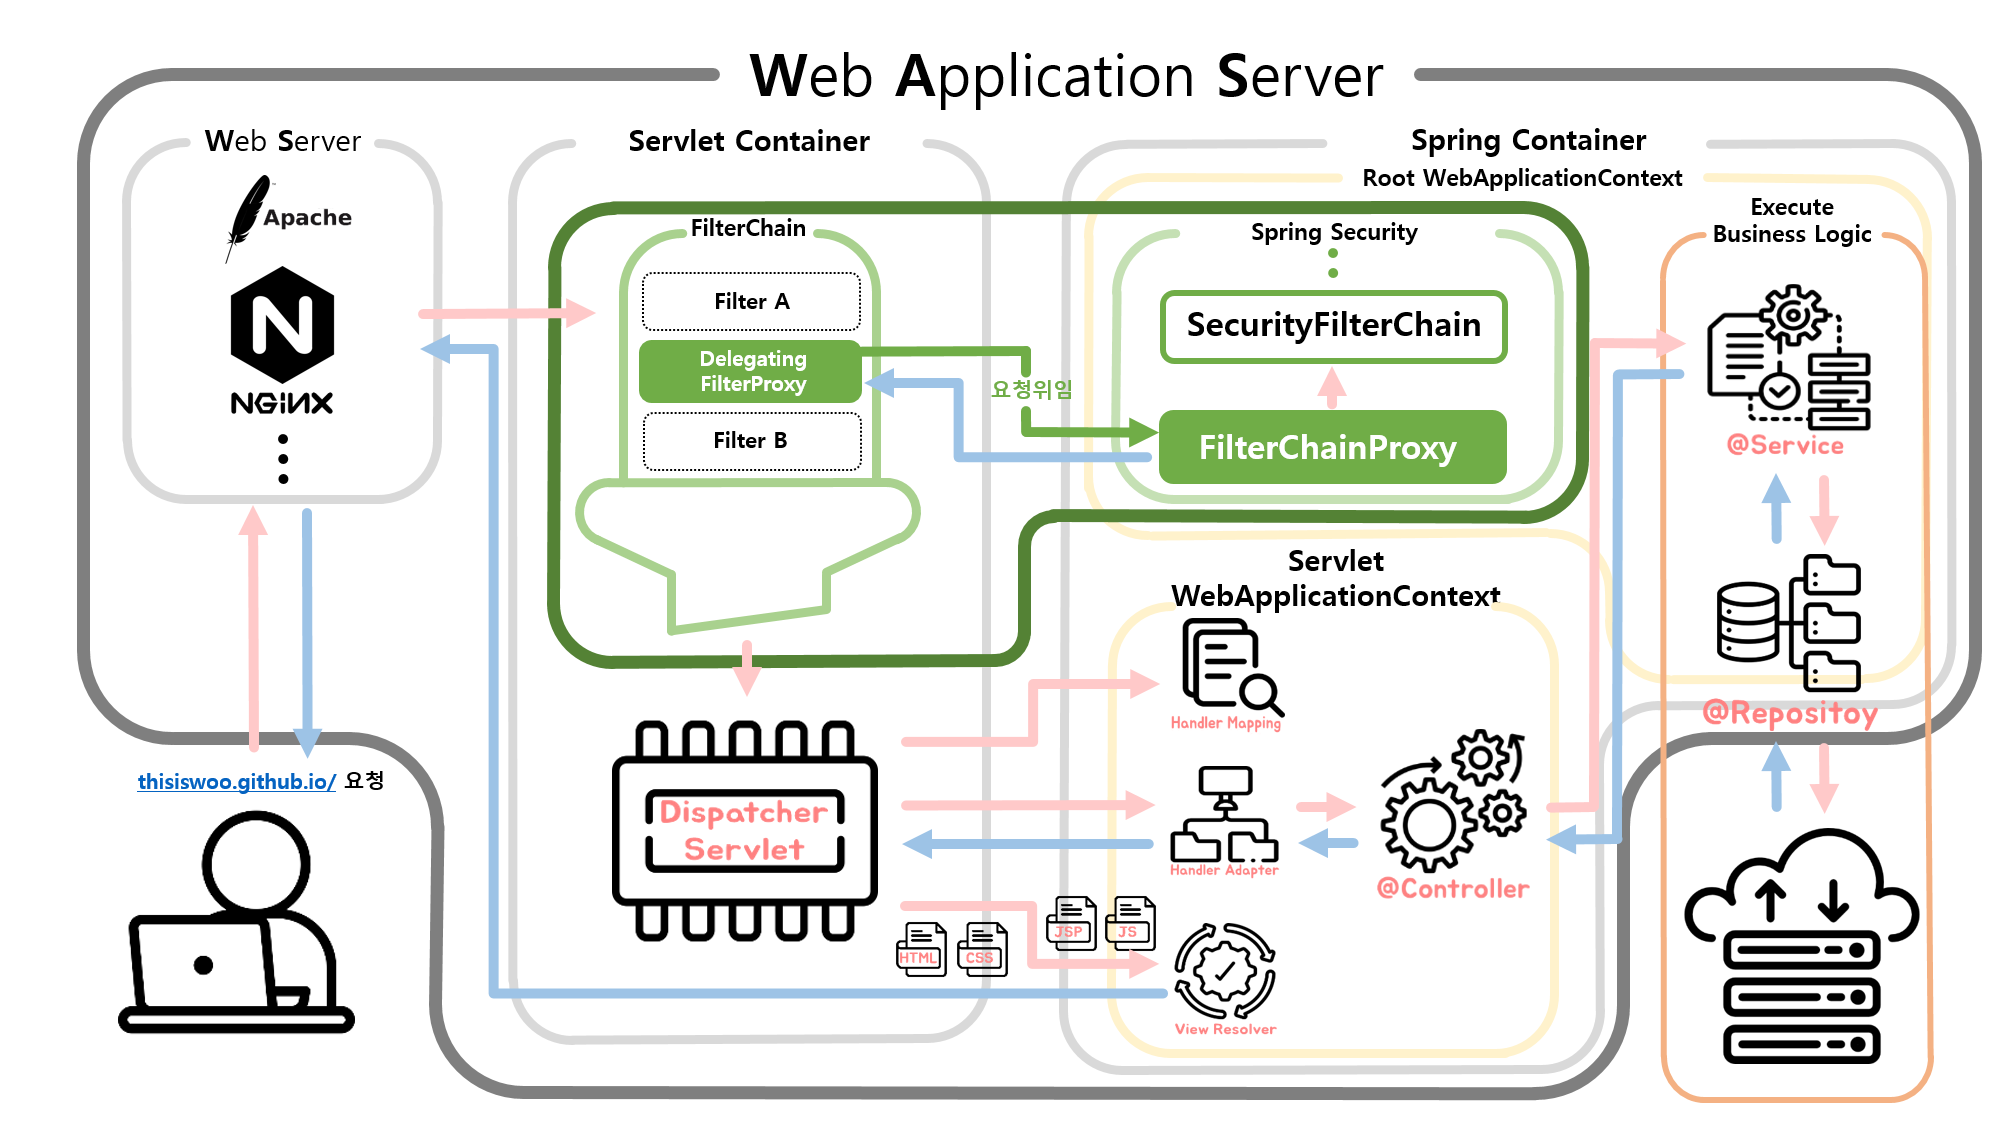 Web Application Server
Web Server
Apache
NGINX
thisiswoo.github.io/ 요청
Servlet Container
FilterChain
Filter A
Delegating
FilterProxy
Filter B
요청위임
Dispatcher
Servlet
HTML
CSS
JSP
JS
Spring Container
Root WebApplicationContext
Spring Security
SecurityFilterChain
FilterChainProxy
Servlet
WebApplicationContext
Handler Mapping
Handler Adapter
@Controller
View Resolver
Execute
Business Logic
@Service
@Repositoy